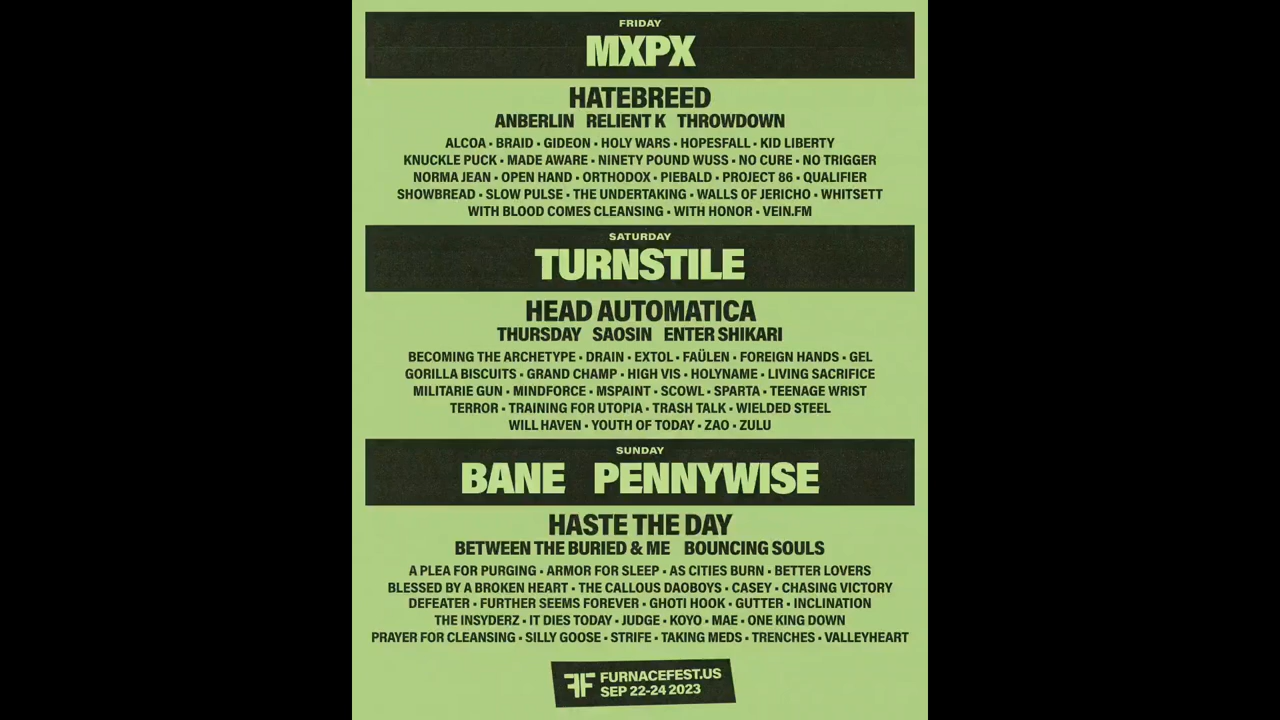 FRIDAY
MXPX
HATEBREED
ANBERLIN RELIENT K THROWDOWN
ALCOA • BRAID • GIDEON • HOLY WARS • HOPESFALL • KID LIBERTY
KNUCKLE PUCK • MADE AWARE • NINETY POUND WUSS • NO CURE • NO TRIGGER
NORMA JEAN • OPEN HAND • ORTHODOX • PIEBALD • PROJECT 86 • QUALIFIER
SHOWBREAD • SLOW PULSE • THE UNDERTAKING • WALLS OF JERICHO • WHITSETT
WITH BLOOD COMES CLEANSING • WITH HONOR • VEIN.FM
SATURDAY
TURNSTILE
HEAD AUTOMATICA
THURSDAY SAOSIN ENTER SHIKARI
BECOMING THE ARCHETYPE • DRAIN • EXTOL • FAÜLEN • FOREIGN HANDS • GEL
GORILLA BISCUITS • GRAND CHAMP • HIGH VIS • HOLYNAME • LIVING SACRIFICE
MILITARIE GUN • MINDFORCE • MSPAINT • SCOWL • SPARTA • TEENAGE WRIST
TERROR • TRAINING FOR UTOPIA • TRASH TALK • WIELDED STEEL
WILL HAVEN • YOUTH OF TODAY • ZAO • ZULU
SUNDAY
BANE PENNYWISE
HASTE THE DAY
BETWEEN THE BURIED & ME BOUNCING SOULS
A PLEA FOR PURGING • ARMOR FOR SLEEP • AS CITIES BURN • BETTER LOVERS
BLESSED BY A BROKEN HEART • THE CALLOUS DAOBOYS • CASEY • CHASING VICTORY
DEFEATER • FURTHER SEEMS FOREVER • GHOTI HOOK • GUTTER • INCLINATION
THE INSYDERZ • IT DIES TODAY • JUDGE • KOYO • MAE • ONE KING DOWN
PRAYER FOR CLEANSING • SILLY GOOSE • STRIFE • TAKING MEDS • TRENCHES • VALLEYHEART
FF FURNACEFEST.US
SEP 22-24 2023